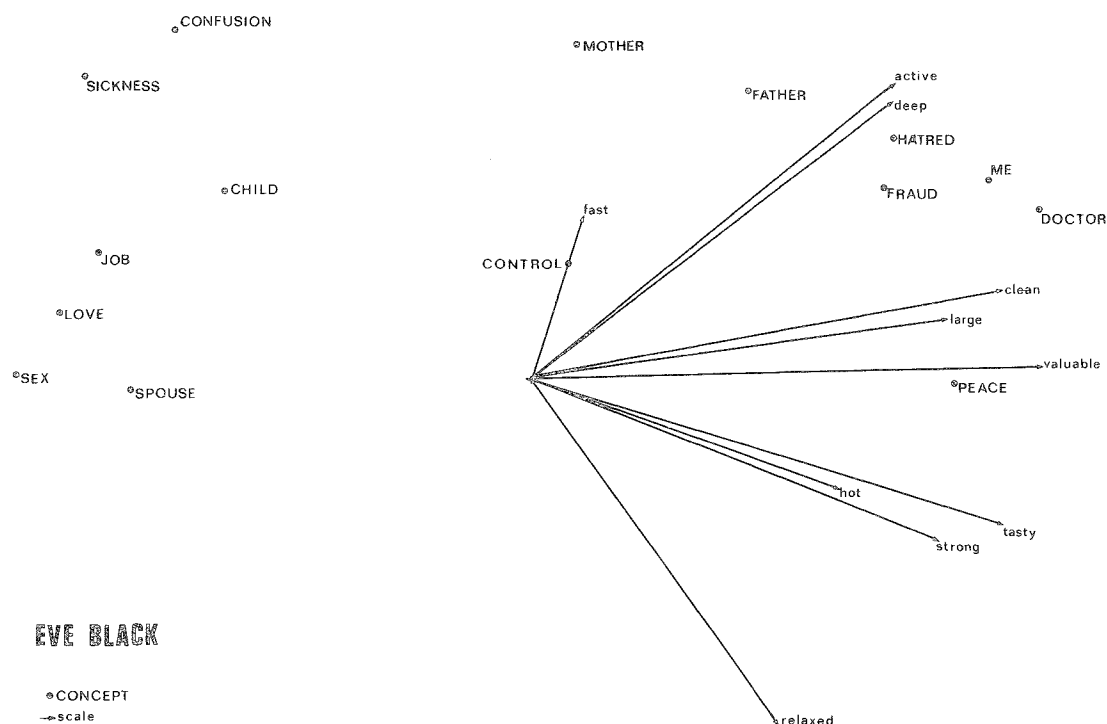 CONFUSION
MOTHER
active
SICKNESS
FATHER
deep
HATRED
ME
CHILD
FRAUD
fast
DOCTOR
JOB
CONTROL
clean
LOVE
large
valuable
SEX
SPOUSE
PEACE
hot
tasty
strong
EVE BLACK
CONCEPT
scale
relaxed